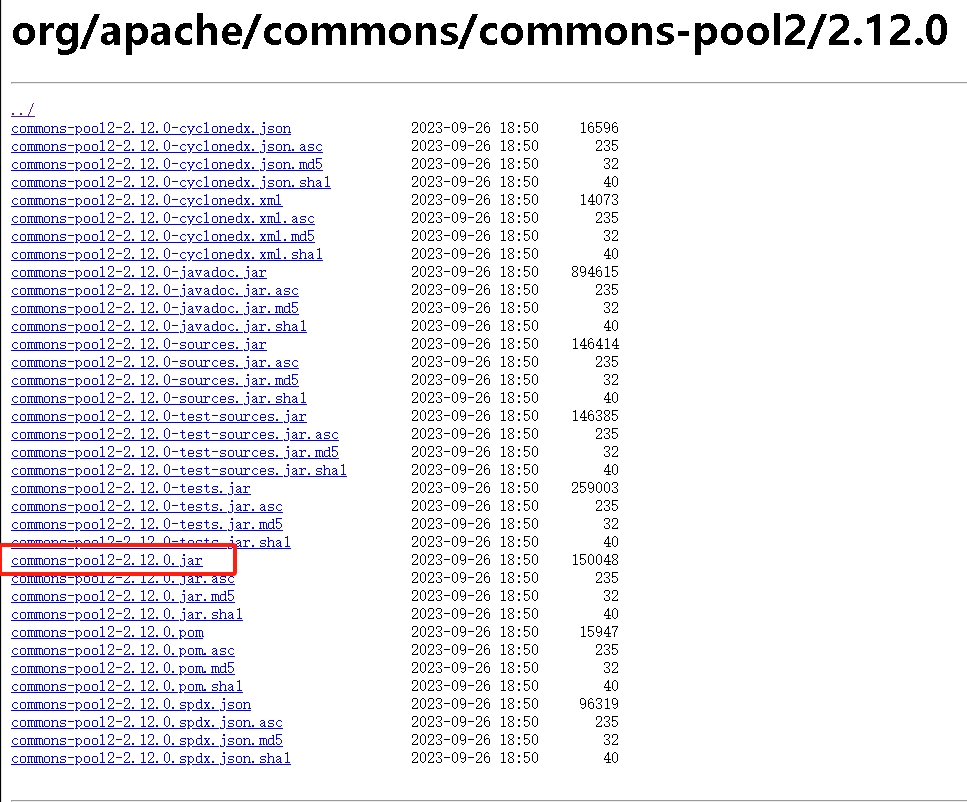 org/apache/commons/commons-pool2/2.12.0
../
commons-pool2-2.12.0-cyclonedx.json 2023-09-26 18:50 16596
commons-pool2-2.12.0-cyclonedx.json.asc 2023-09-26 18:50 235
commons-pool2-2.12.0-cyclonedx.json.md5 2023-09-26 18:50 32
commons-pool2-2.12.0-cyclonedx.json.sha1 2023-09-26 18:50 40
commons-pool2-2.12.0-cyclonedx.xml 2023-09-26 18:50 14073
commons-pool2-2.12.0-cyclonedx.xml.asc 2023-09-26 18:50 235
commons-pool2-2.12.0-cyclonedx.xml.md5 2023-09-26 18:50 32
commons-pool2-2.12.0-cyclonedx.xml.sha1 2023-09-26 18:50 40
commons-pool2-2.12.0-javadoc.jar 2023-09-26 18:50 894615
commons-pool2-2.12.0-javadoc.jar.asc 2023-09-26 18:50 235
commons-pool2-2.12.0-javadoc.jar.md5 2023-09-26 18:50 32
commons-pool2-2.12.0-javadoc.jar.sha1 2023-09-26 18:50 40
commons-pool2-2.12.0-sources.jar 2023-09-26 18:50 146414
commons-pool2-2.12.0-sources.jar.asc 2023-09-26 18:50 235
commons-pool2-2.12.0-sources.jar.md5 2023-09-26 18:50 32
commons-pool2-2.12.0-sources.jar.sha1 2023-09-26 18:50 40
commons-pool2-2.12.0-test-sources.jar 2023-09-26 18:50 146385
commons-pool2-2.12.0-test-sources.jar.asc 2023-09-26 18:50 235
commons-pool2-2.12.0-test-sources.jar.md5 2023-09-26 18:50 32
commons-pool2-2.12.0-test-sources.jar.sha1 2023-09-26 18:50 40
commons-pool2-2.12.0-tests.jar 2023-09-26 18:50 259003
commons-pool2-2.12.0-tests.jar.asc 2023-09-26 18:50 235
commons-pool2-2.12.0-tests.jar.md5 2023-09-26 18:50 32
commons-pool2-2.12.0-tests.jar.sha1 2023-09-26 18:50 40
commons-pool2-2.12.0.jar 2023-09-26 18:50 150048
commons-pool2-2.12.0.jar.asc 2023-09-26 18:50 235
commons-pool2-2.12.0.jar.md5 2023-09-26 18:50 32
commons-pool2-2.12.0.jar.sha1 2023-09-26 18:50 40
commons-pool2-2.12.0.pom 2023-09-26 18:50 15947
commons-pool2-2.12.0.pom.asc 2023-09-26 18:50 235
commons-pool2-2.12.0.pom.md5 2023-09-26 18:50 32
commons-pool2-2.12.0.pom.sha1 2023-09-26 18:50 40
commons-pool2-2.12.0.spdx.json 2023-09-26 18:50 96319
commons-pool2-2.12.0.spdx.json.asc 2023-09-26 18:50 235
commons-pool2-2.12.0.spdx.json.md5 2023-09-26 18:50 32
commons-pool2-2.12.0.spdx.json.sha1 2023-09-26 18:50 40